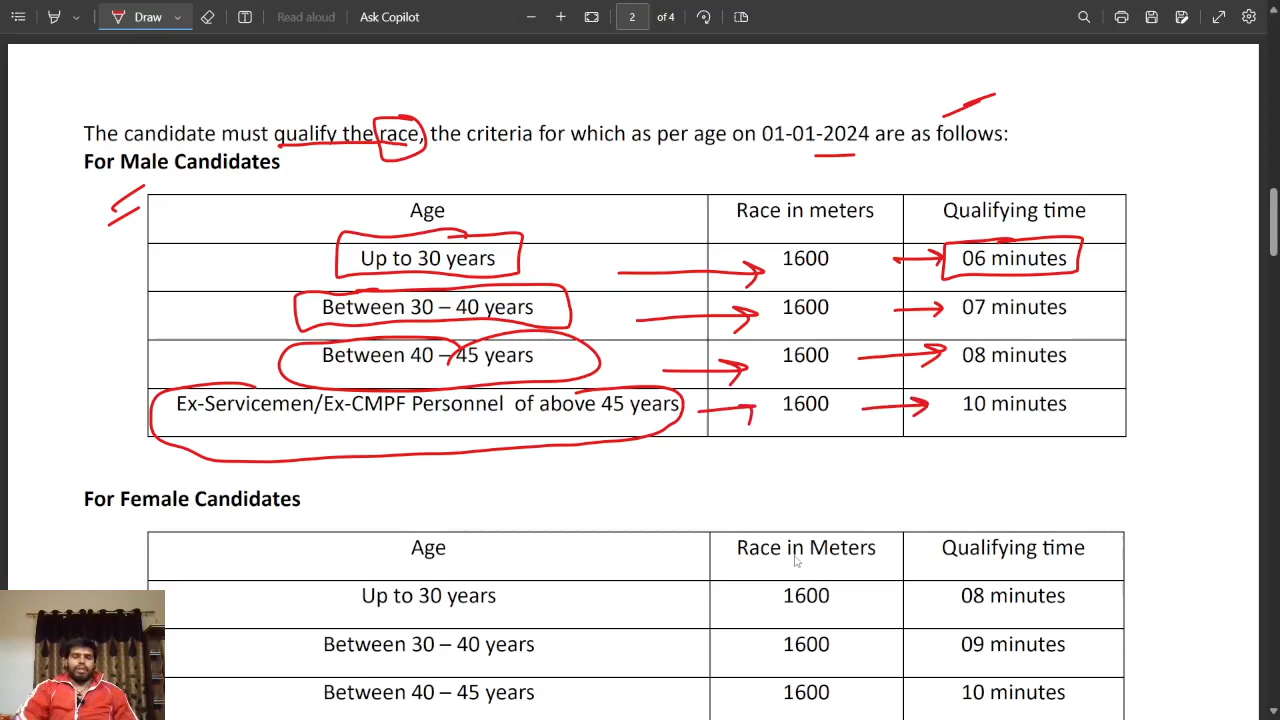 Draw
Read aloud
Ask Copilot
2
of 4
The candidate must qualify the race, the criteria for which as per age on 01-01-2024 are as follows:
For Male Candidates
Age Race in meters Qualifying time
Up to 30 years 1600 06 minutes
Between 30 – 40 years 1600 07 minutes
Between 40 – 45 years 1600 08 minutes
Ex-Servicemen/Ex-CMPF Personnel of above 45 years 1600 10 minutes
For Female Candidates
Age Race in Meters Qualifying time
Up to 30 years 1600 08 minutes
Between 30 – 40 years 1600 09 minutes
Between 40 – 45 years 1600 10 minutes